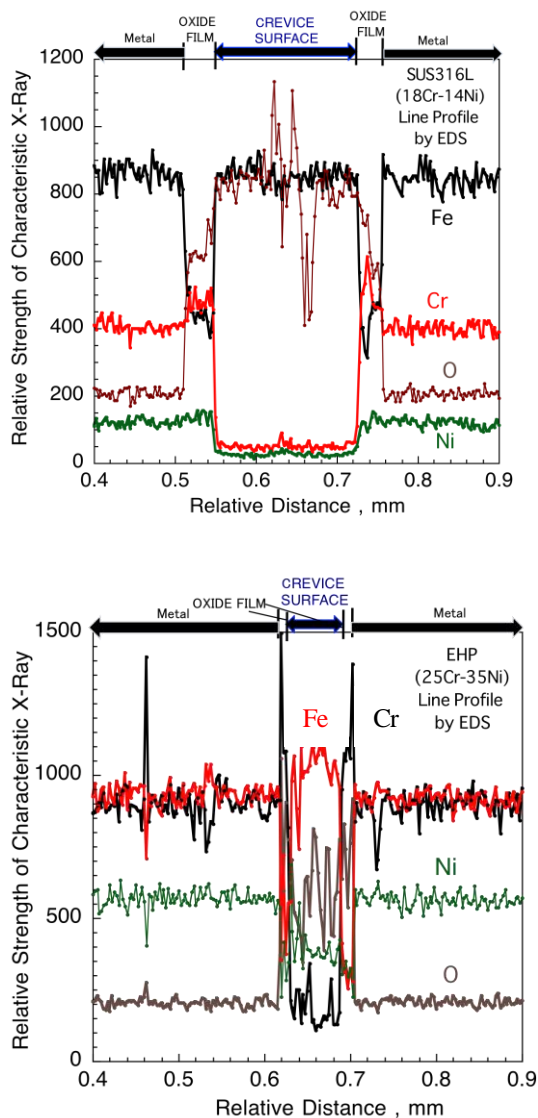 OXIDE
FILM
CREVICE
SURFACE
OXIDE
FILM
Metal
Metal
1200
1000
800
600
400
200
0
Relative Strength of Characteristic X-Ray
SUS316L
(18Cr-14Ni)
Line Profile
by EDS
Fe
Cr
O
Ni
0.4
0.5
0.6
0.7
0.8
0.9
Relative Distance , mm
CREVICE
SURFACE
OXIDE FILM
Metal
Metal
1500
1000
500
0
Relative Strength of Characteristic X-Ray
EHP
(25Cr-35Ni)
Line Profile
by EDS
Fe
Cr
Ni
O
0.4
0.5
0.6
0.7
0.8
0.9
Relative Distance , mm